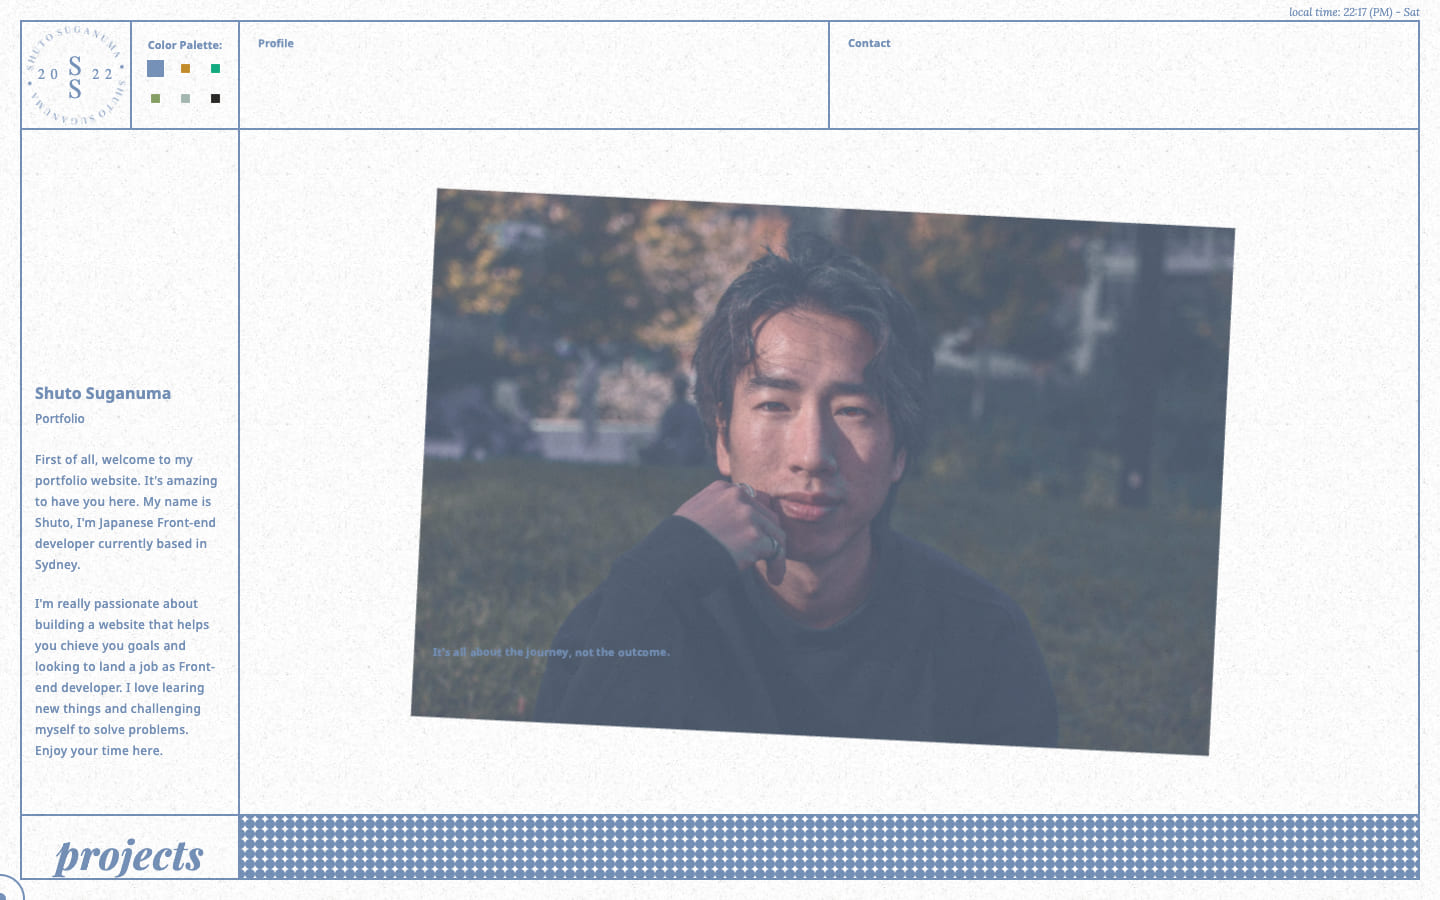 local time: 22:17 (PM) - Sat
SHUTO SUGANUMA
20 SS 22
SHUTO SUGANUMA
Color Palette:
Profile
Contact
Shuto Suganuma
Portfolio
First of all, welcome to my
portfolio website. It's amazing
to have you here. My name is
Shuto, I'm Japanese Front-end
developer currently based in
Sydney.
I'm really passionate about
building a website that helps
you chieve you goals and
looking to land a job as Front-
end developer. I love learing
new things and challenging
myself to solve problems.
Enjoy your time here.
It's all about the journey, not the outcome.
projects